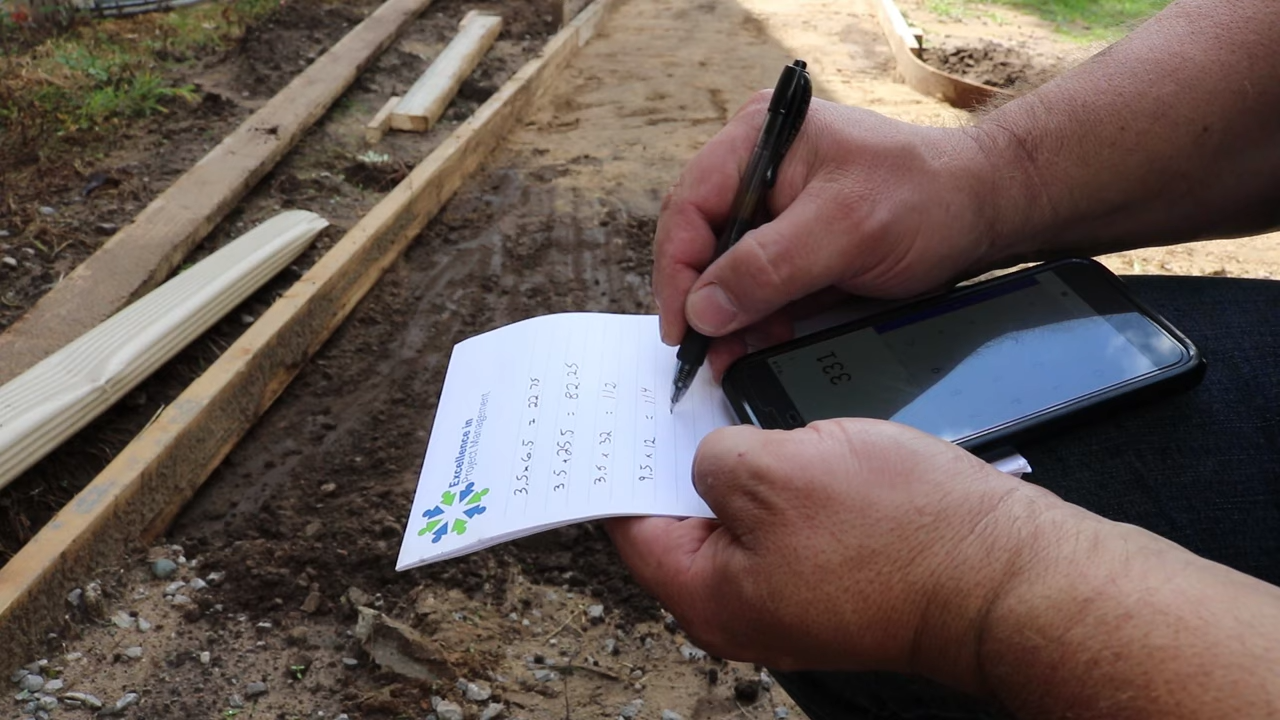 Excellence in
Project Management
3.5 x 6.5 = 22.75
3.5 x 25.5 = 82.25
3.5 x 32 = 112
9.5 x 12 = 114
331